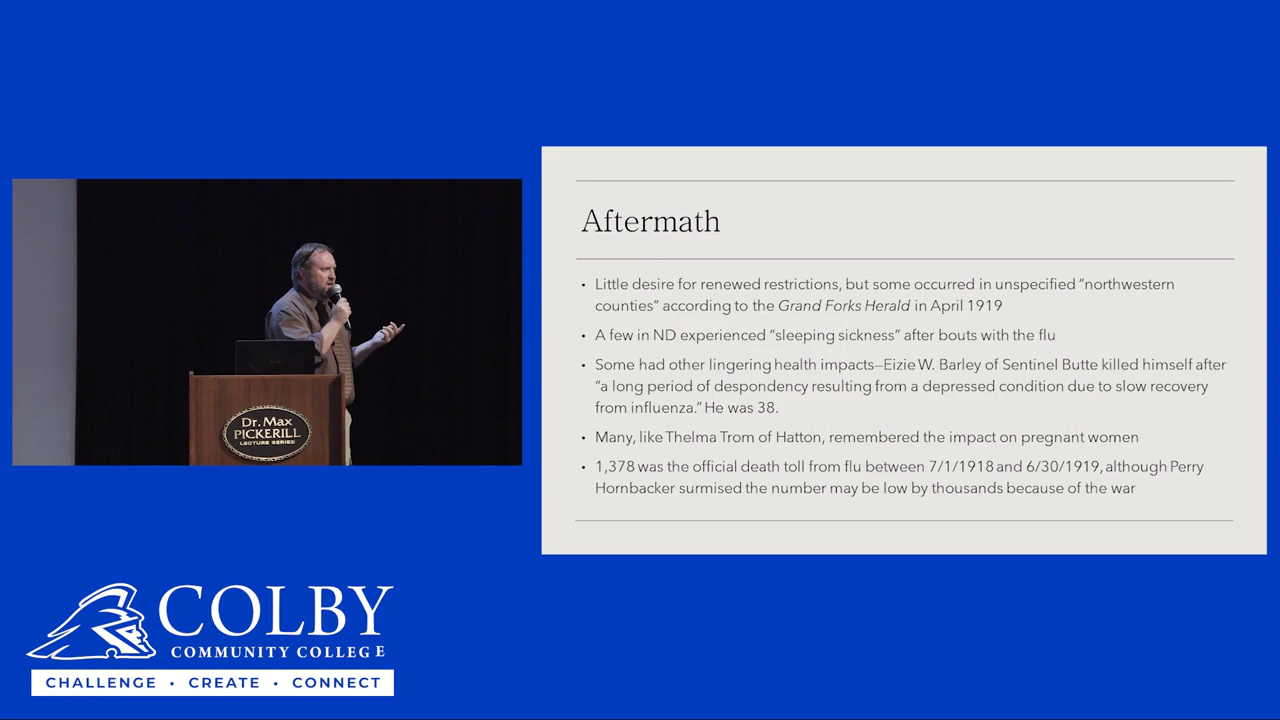 Aftermath
• Little desire for renewed restrictions, but some occurred in unspecified “northwestern
counties” according to the Grand Forks Herald in April 1919
• A few in ND experienced “sleeping sickness” after bouts with the flu
• Some had other lingering health impacts—Eizie W. Barley of Sentinel Butte killed himself after
“a long period of despondency resulting from a depressed condition due to slow recovery
from influenza.” He was 38.
• Many, like Thelma Trom of Hatton, remembered the impact on pregnant women
• 1,378 was the official death toll from flu between 7/1/1918 and 6/30/1919, although Perry
Hornbacker surmised the number may be low by thousands because of the war
Dr. Max
PICKERILL
LECTURE SERIES
COLBY
COMMUNITY COLLEGE
CHALLENGE • CREATE • CONNECT